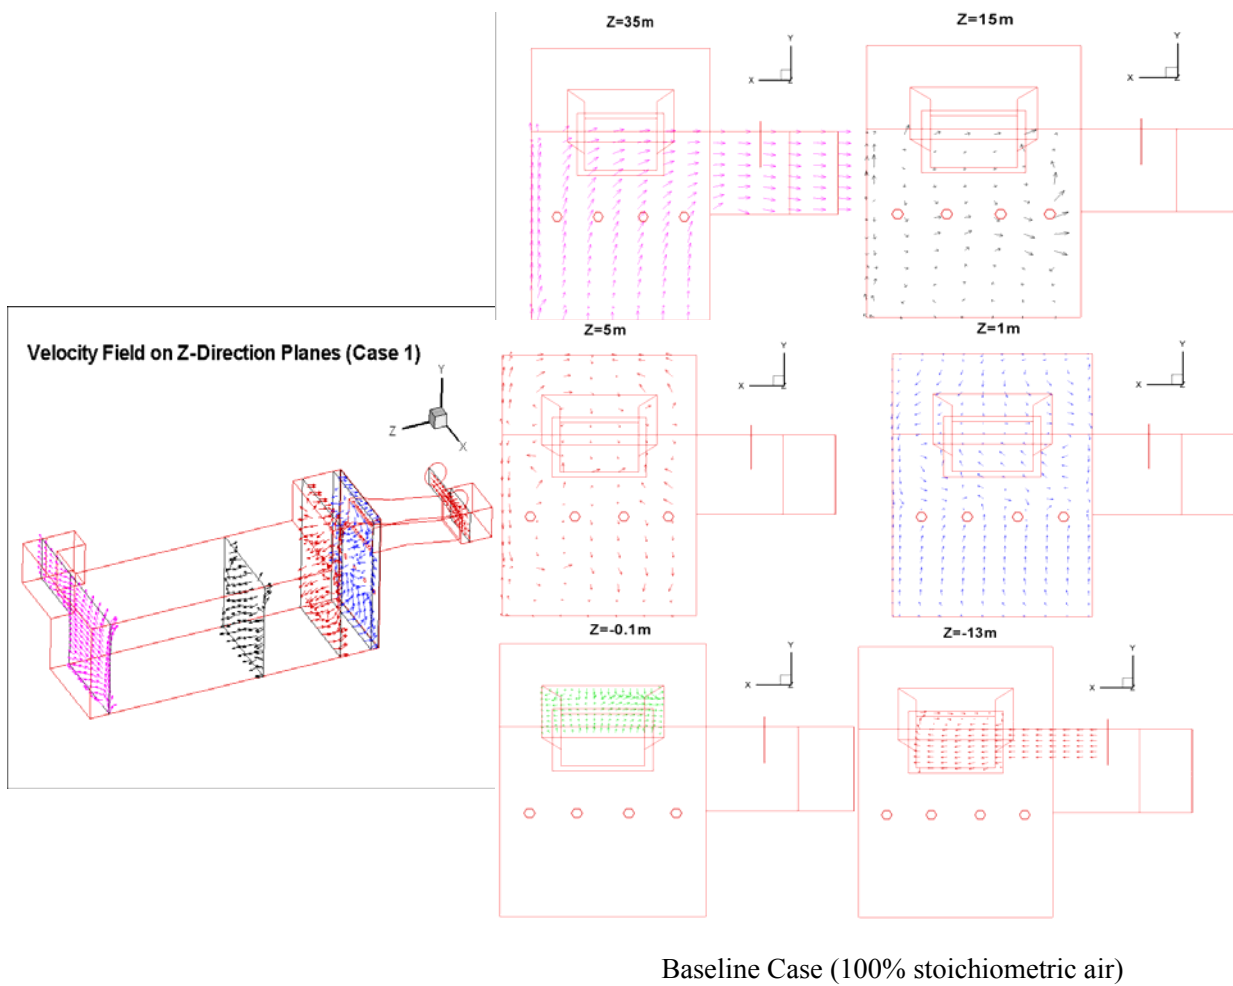 Z=35m
Y
X
Z
Z=15m
Y
X
Z
Velocity Field on Z-Direction Planes (Case 1)
Y
Z
X
Z=5m
Y
X
Z
Z=1m
Y
X
Z
Z=-0.1m
Y
X
Z
Z=-13m
Y
X
Z
Baseline Case (100% stoichiometric air)